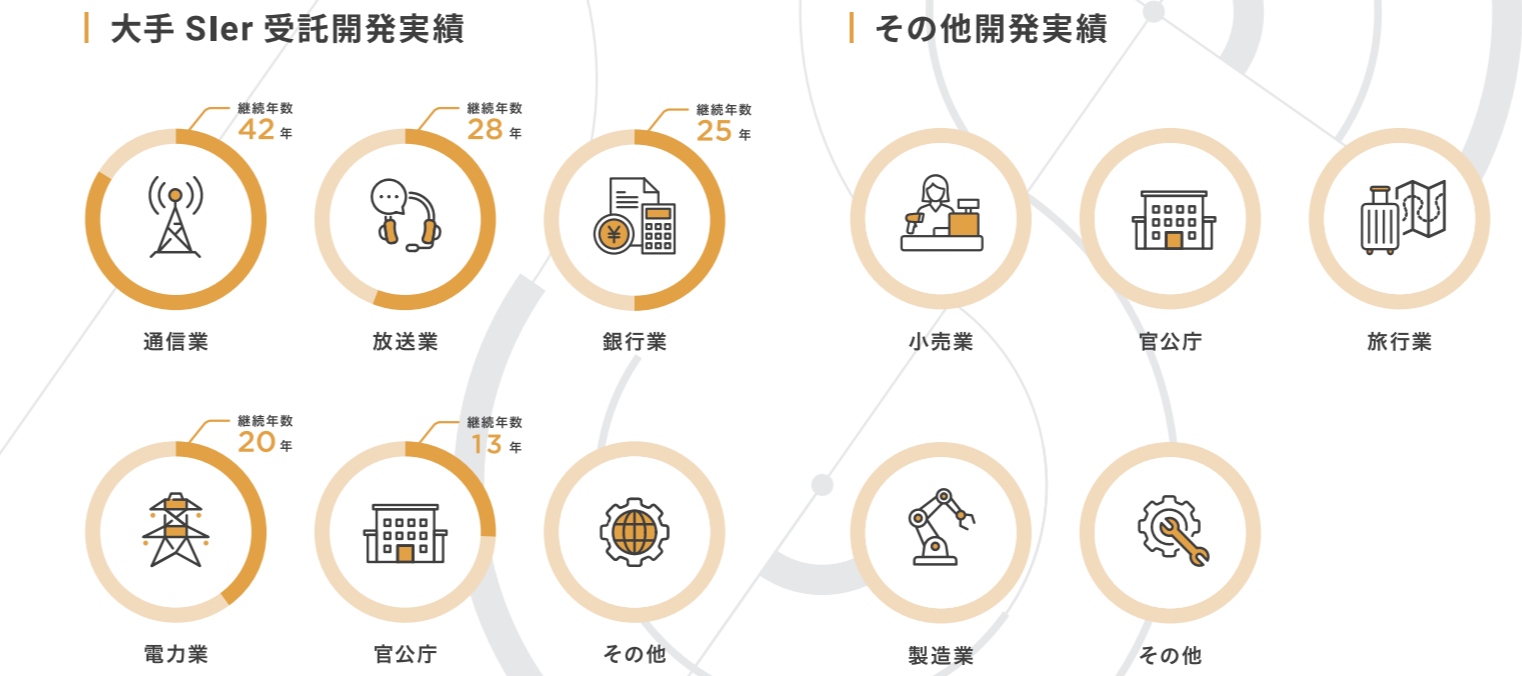 大手 SIer 受託開発実績
継続年数
42 年
通信業
継続年数
28 年
放送業
継続年数
25 年
¥
銀行業
継続年数
20 年
電力業
継続年数
13 年
官公庁
その他
その他開発実績
小売業
官公庁
旅行業
製造業
その他